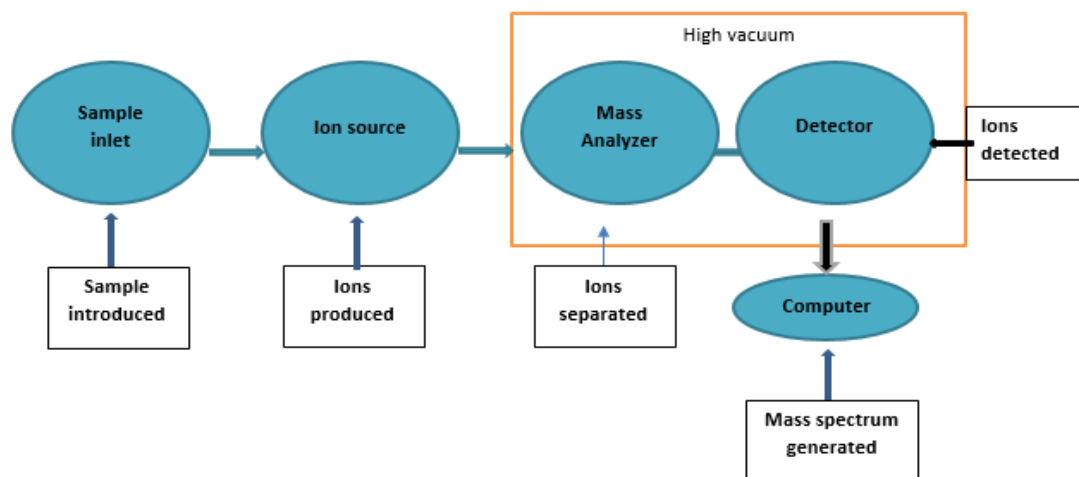 High vacuum
Sample
inlet
Ion source
Mass
Analyzer
Detector
Ions
detected
Sample
introduced
Ions
produced
Ions
separated
Computer
Mass spectrum
generated